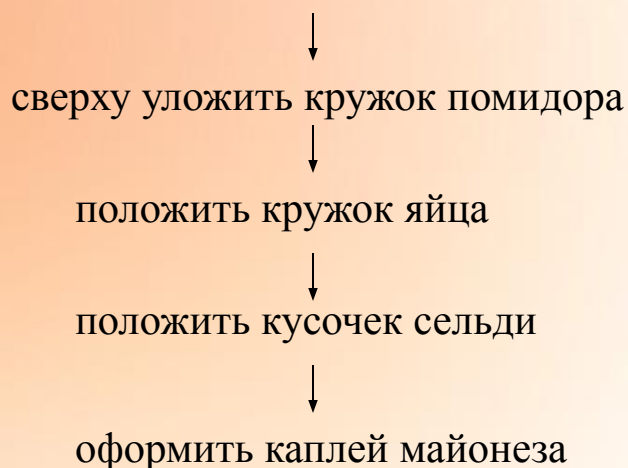 сверху уложить кружок помидора
положить кружок яйца
положить кусочек сельди
оформить каплей майонеза